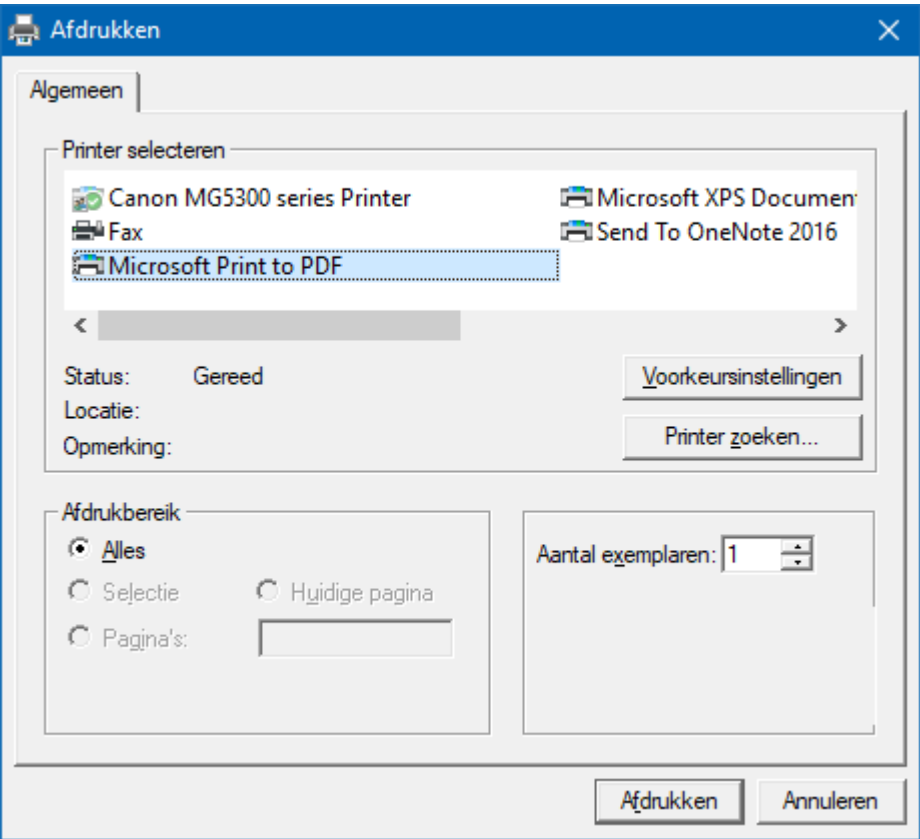 Afdrukken
Algemeen
Printer selecteren
Canon MG5300 series Printer
Microsoft XPS Documen
Fax
Send To OneNote 2016
Microsoft Print to PDF
Status: Gereed
Voorkeursinstellingen
Locatie:
Printer zoeken...
Opmerking:
Afdrukbereik
Alles
Selectie
Huidige pagina
Pagina's:
Aantal exemplaren: 1
Afdrukken
Annuleren